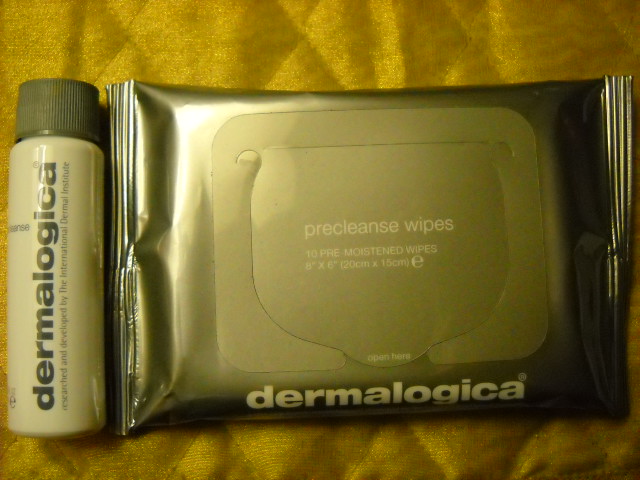 eanse
dermalogica®
researched and developed by The International Dermal Institute
precleanse wipes
10 PRE-MOISTENED WIPES
8" X 6" (20cm x 15cm) ℮
open here
dermalogica®